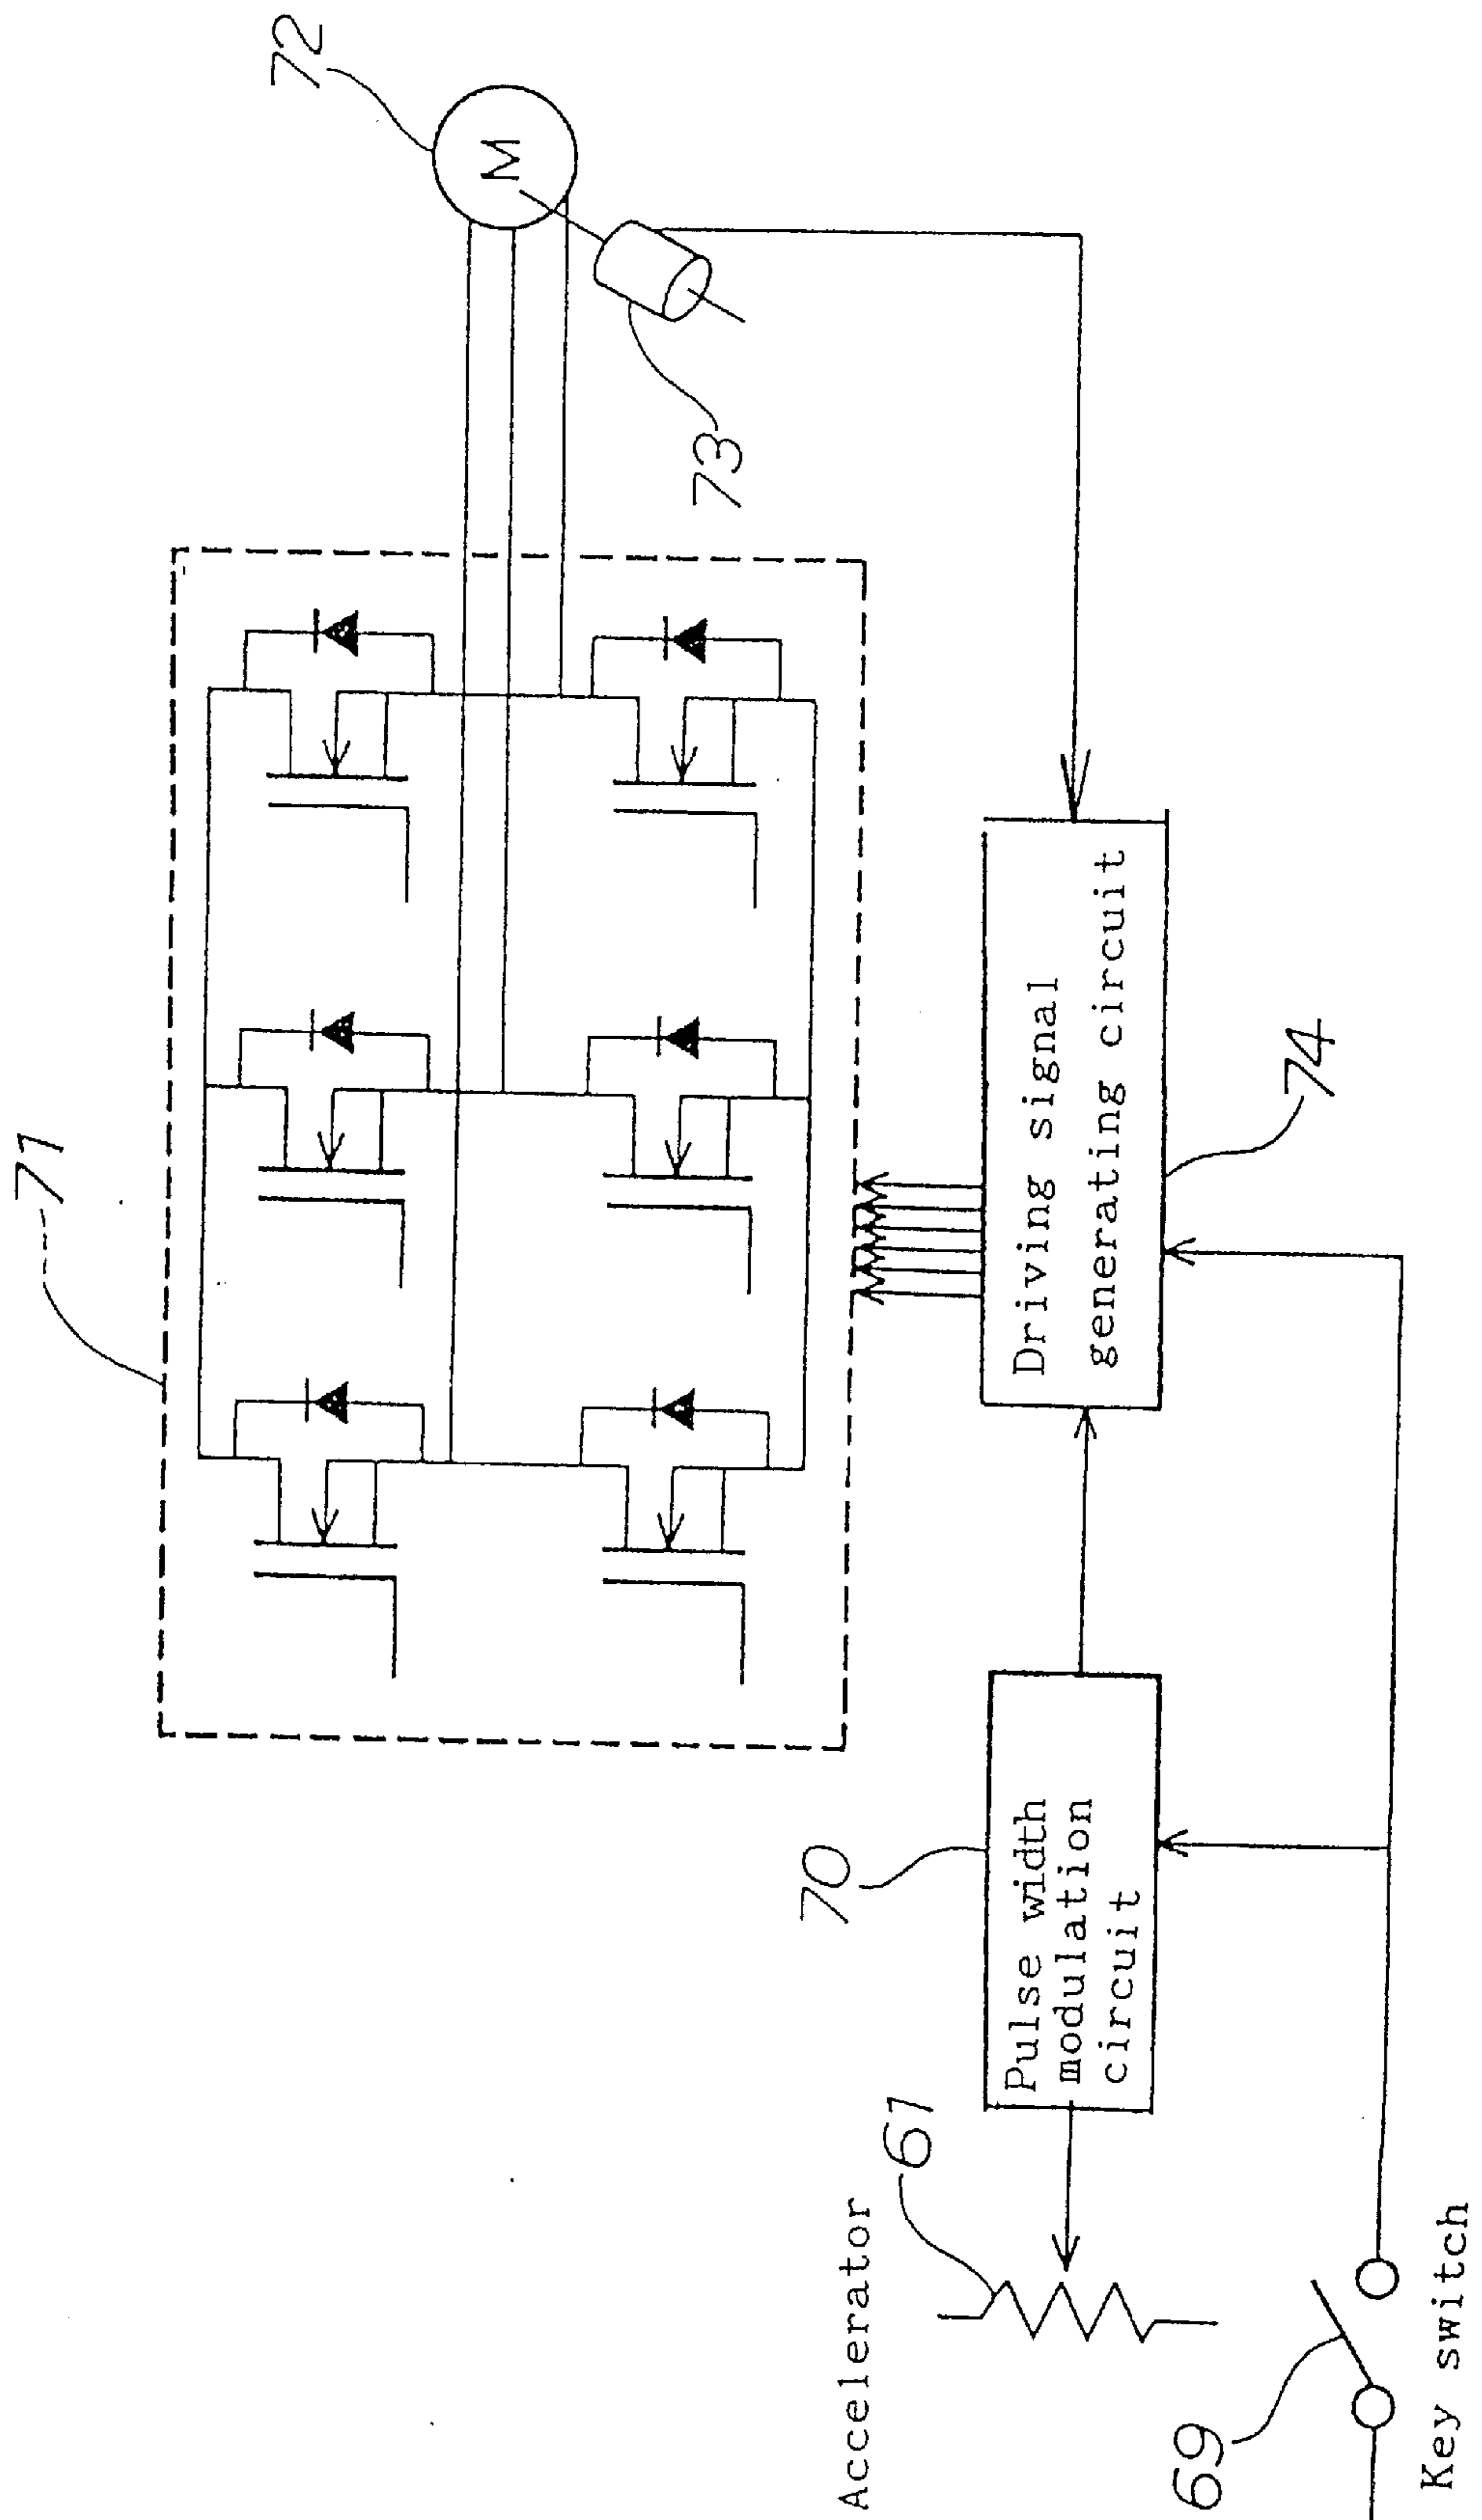 71
72
M
73
Driving signal
generating circuit
74
70
Pulse width
modulation
circuit
Accelerator
61
69
Key switch